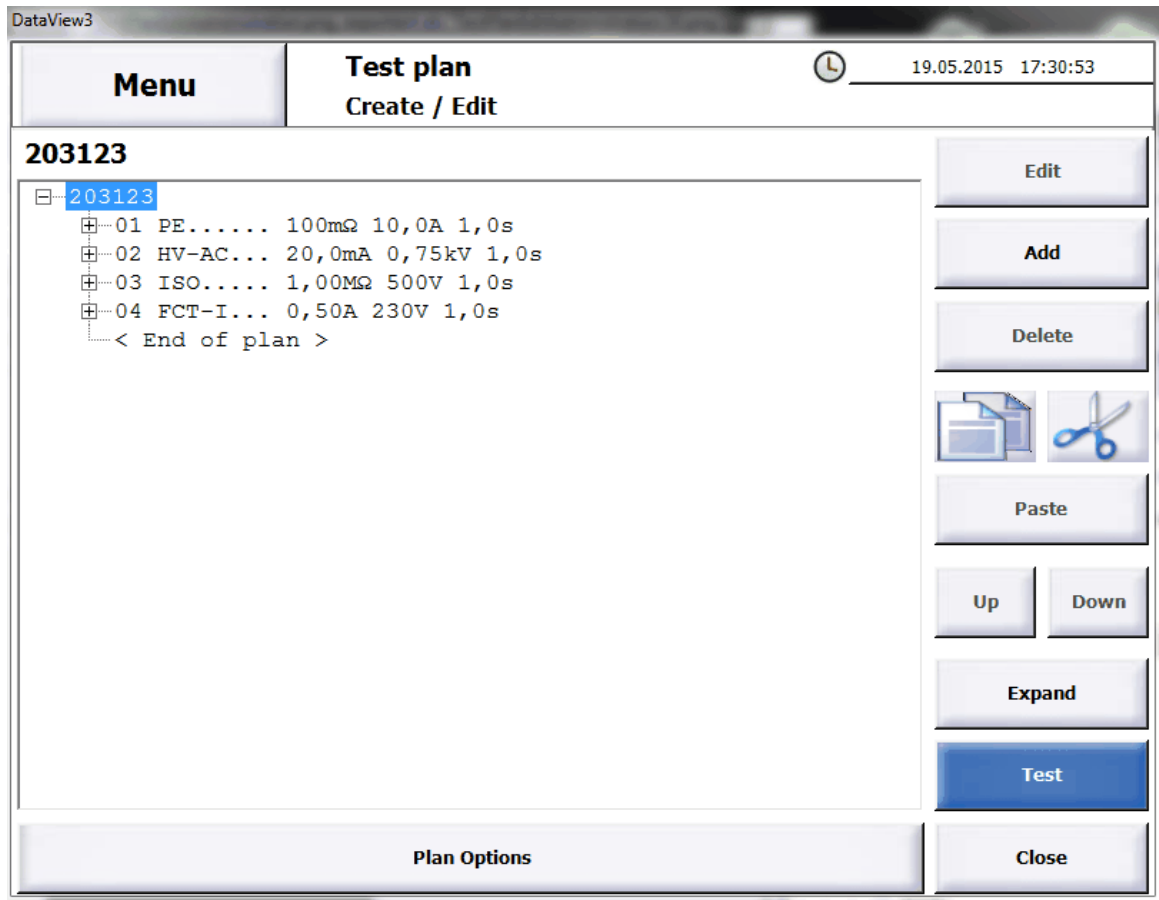 DataView3
Menu
Test plan
Create / Edit
19.05.2015 17:30:53
203123
203123
01 PE...... 100mΩ 10,0A 1,0s
02 HV-AC... 20,0mA 0,75kV 1,0s
03 ISO..... 1,00MΩ 500V 1,0s
04 FCT-I... 0,50A 230V 1,0s
< End of plan >
Edit
Add
Delete
Paste
Up Down
Expand
Test
Plan Options
Close